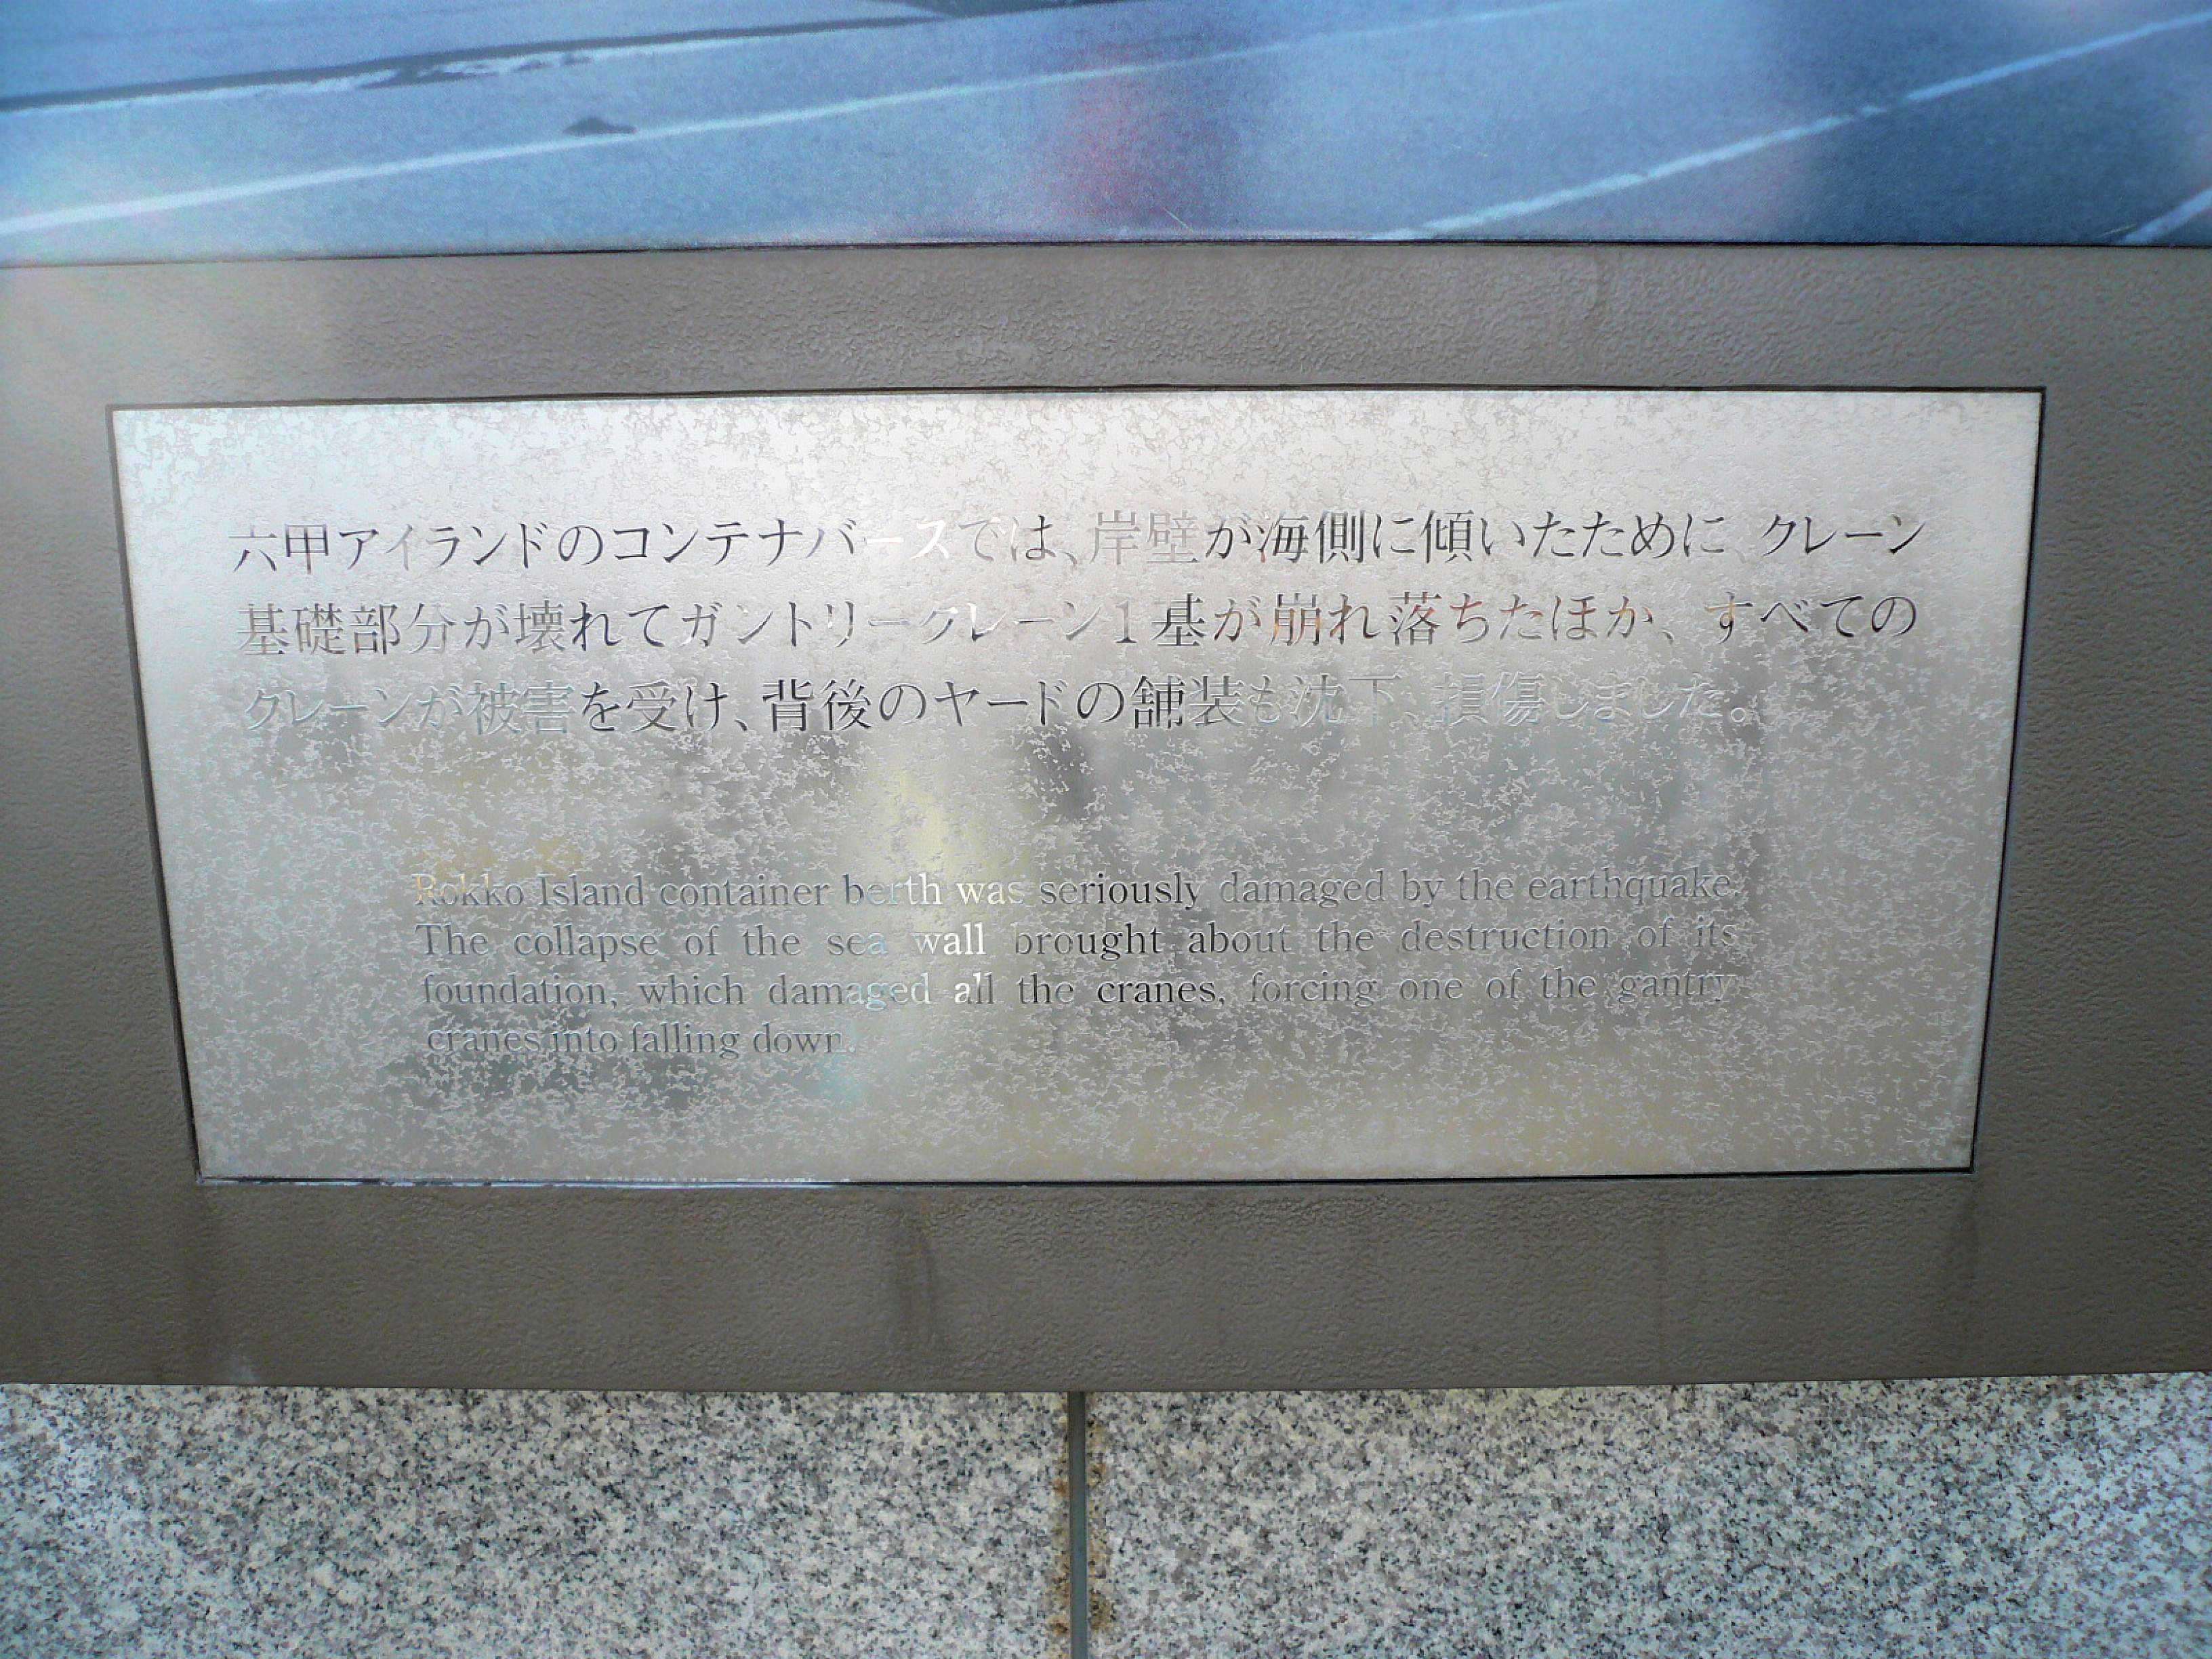 六甲アイランドのコンテナバースでは、岸壁が海側に傾いたために クレーン
基礎部分が壊れてガントリークレーン1基が崩れ落ちたほか、すべての
クレーンが被害を受け、背後のヤードの舗装も沈下、損傷しました。
Rokko Island container berth was seriously damaged by the earthquake.
The collapse of the sea wall brought about the destruction of its
foundation, which damaged all the cranes, forcing one of the gantry
cranes into falling down.